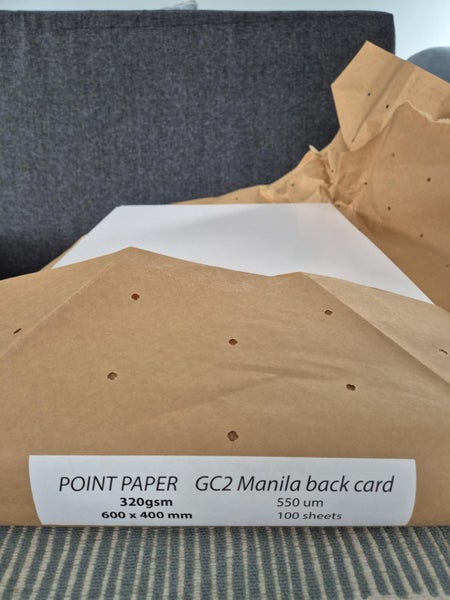 POINT PAPER GC2 Manila back card
320gsm 550 um
600 x 400 mm 100 sheets